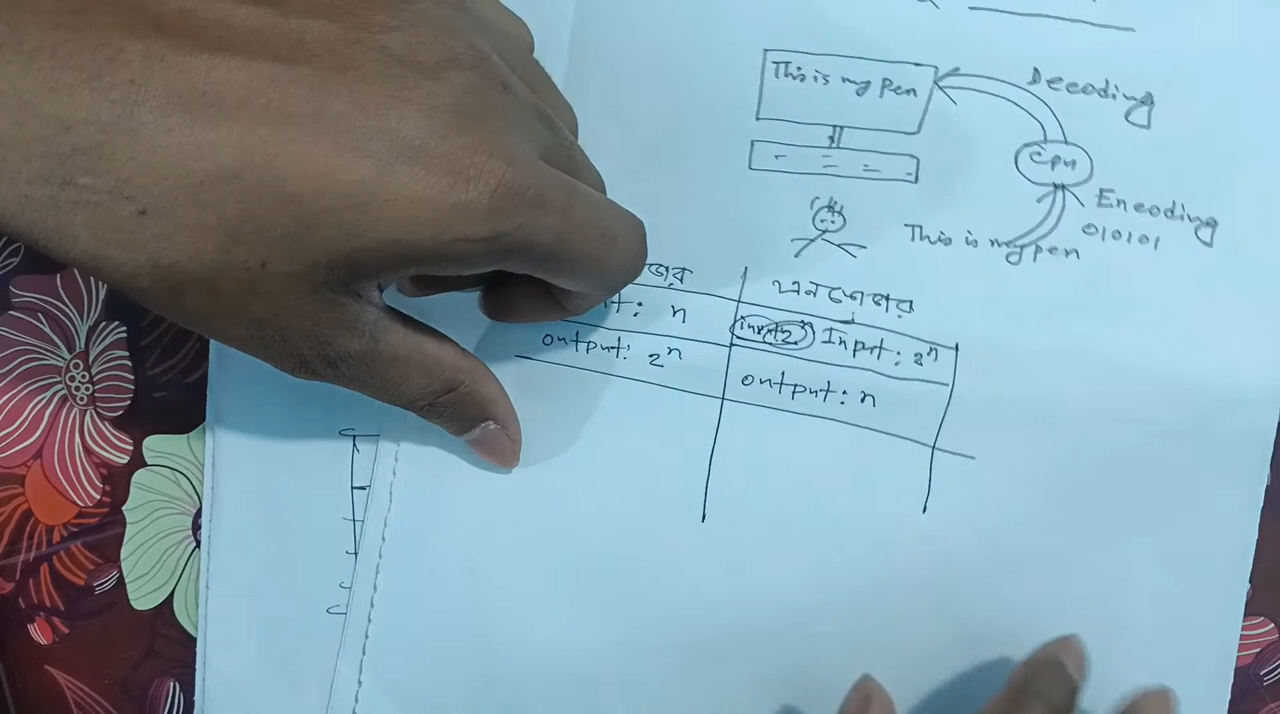 This is my pen
Decoding
Cpu
Encoding
010101
This is my pen
এনকোডার
n
Input: 2ⁿ
output: 2ⁿ
output: n